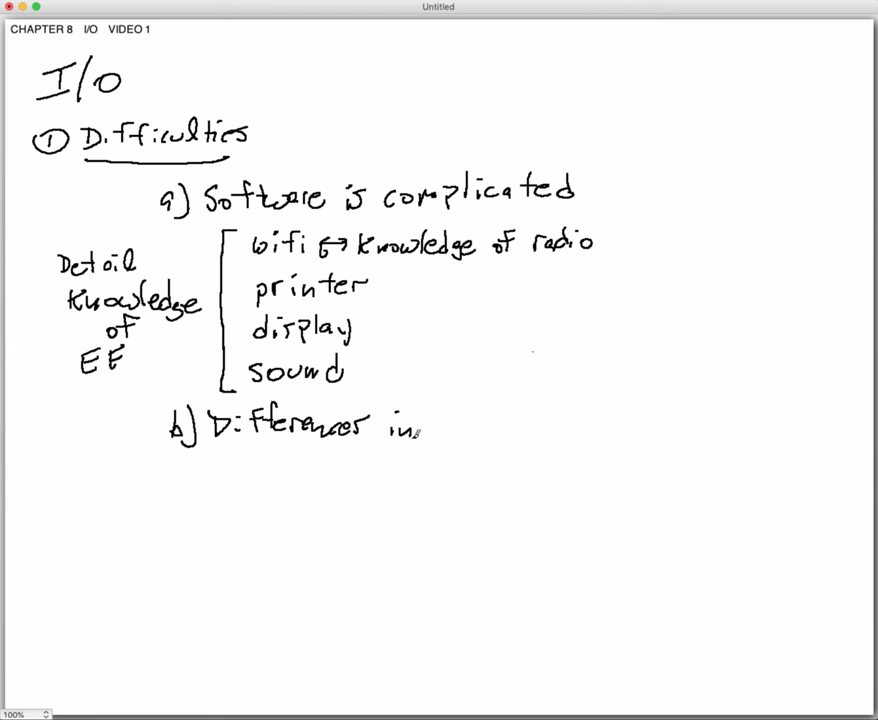 Untitled
CHAPTER 8 I/O VIDEO 1
I/O
① Difficulties
a) Software is complicated
wifi ↔ knowledge of radio
printer
display
sound
Detail
Knowledge
of
EE
b) Differences in
100%